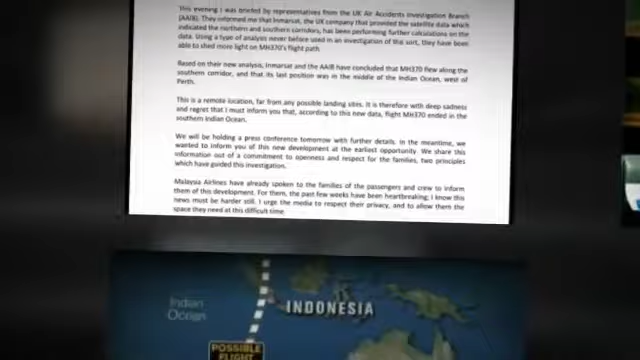 This evening I was briefed by representatives from the UK Air Accidents Investigation Branch
(AAIB). They informed me that Inmarsat, the UK company that provided the satellite data which
indicated the northern and southern corridors, has been performing further calculations on the
data. Using a type of analysis never before used in an investigation of this sort, they have been
able to shed more light on MH370's flight path.
Based on their new analysis, Inmarsat and the AAIB have concluded that MH370 flew along the
southern corridor, and that its last position was in the middle of the Indian Ocean, west of
Perth.
This is a remote location, far from any possible landing sites. It is therefore with deep sadness
and regret that I must inform you that, according to this new data, flight MH370 ended in the
southern Indian Ocean.
We will be holding a press conference tomorrow with further details. In the meantime, we
wanted to inform you of this new development at the earliest opportunity. We share this
information out of a commitment to openness and respect for the families, two principles
which have guided this investigation.
Malaysia Airlines have already spoken to the families of the passengers and crew to inform
them of this development. For them, the past few weeks have been heartbreaking; I know this
news must be harder still. I urge the media to respect their privacy, and to allow them the
space they need at this difficult time.
Indian
Ocean
INDONESIA
POSSIBLE
FLIGHT